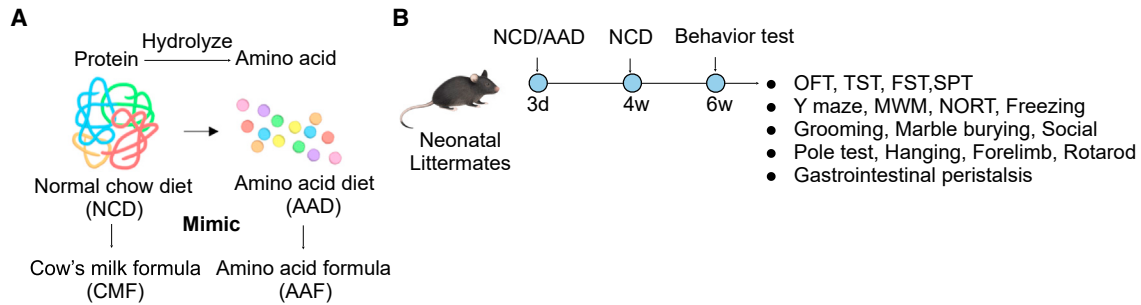 A
Hydrolyze
Protein
Amino acid
Normal chow diet
(NCD)
Amino acid diet
(AAD)
Mimic
Cow's milk formula
(CMF)
Amino acid formula
(AAF)
B
NCD/AAD
NCD
Behavior test
3d
4w
6w
Neonatal
Littermates
● OFT, TST, FST,SPT
● Y maze, MWM, NORT, Freezing
● Grooming, Marble burying, Social
● Pole test, Hanging, Forelimb, Rotarod
● Gastrointestinal peristalsis